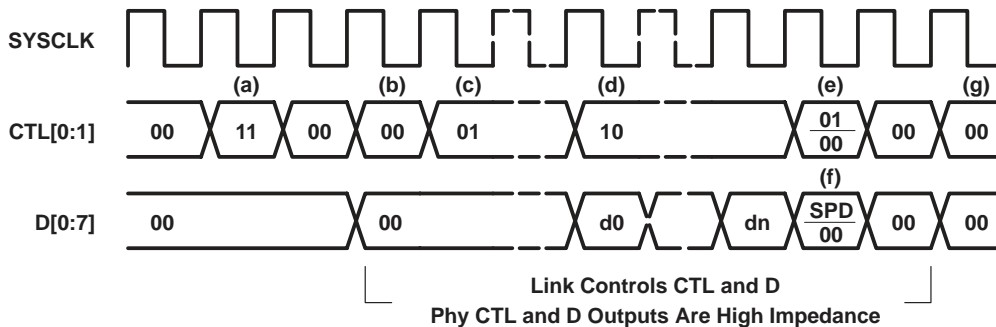 SYSCLK
(a) (b) (c) (d) (e) (g)
CTL[0:1] 00 11 00 00 01 10 01 00 00
00
(f)
D[0:7] 00 00 d0 dn SPD 00 00
00
Link Controls CTL and D
Phy CTL and D Outputs Are High Impedance